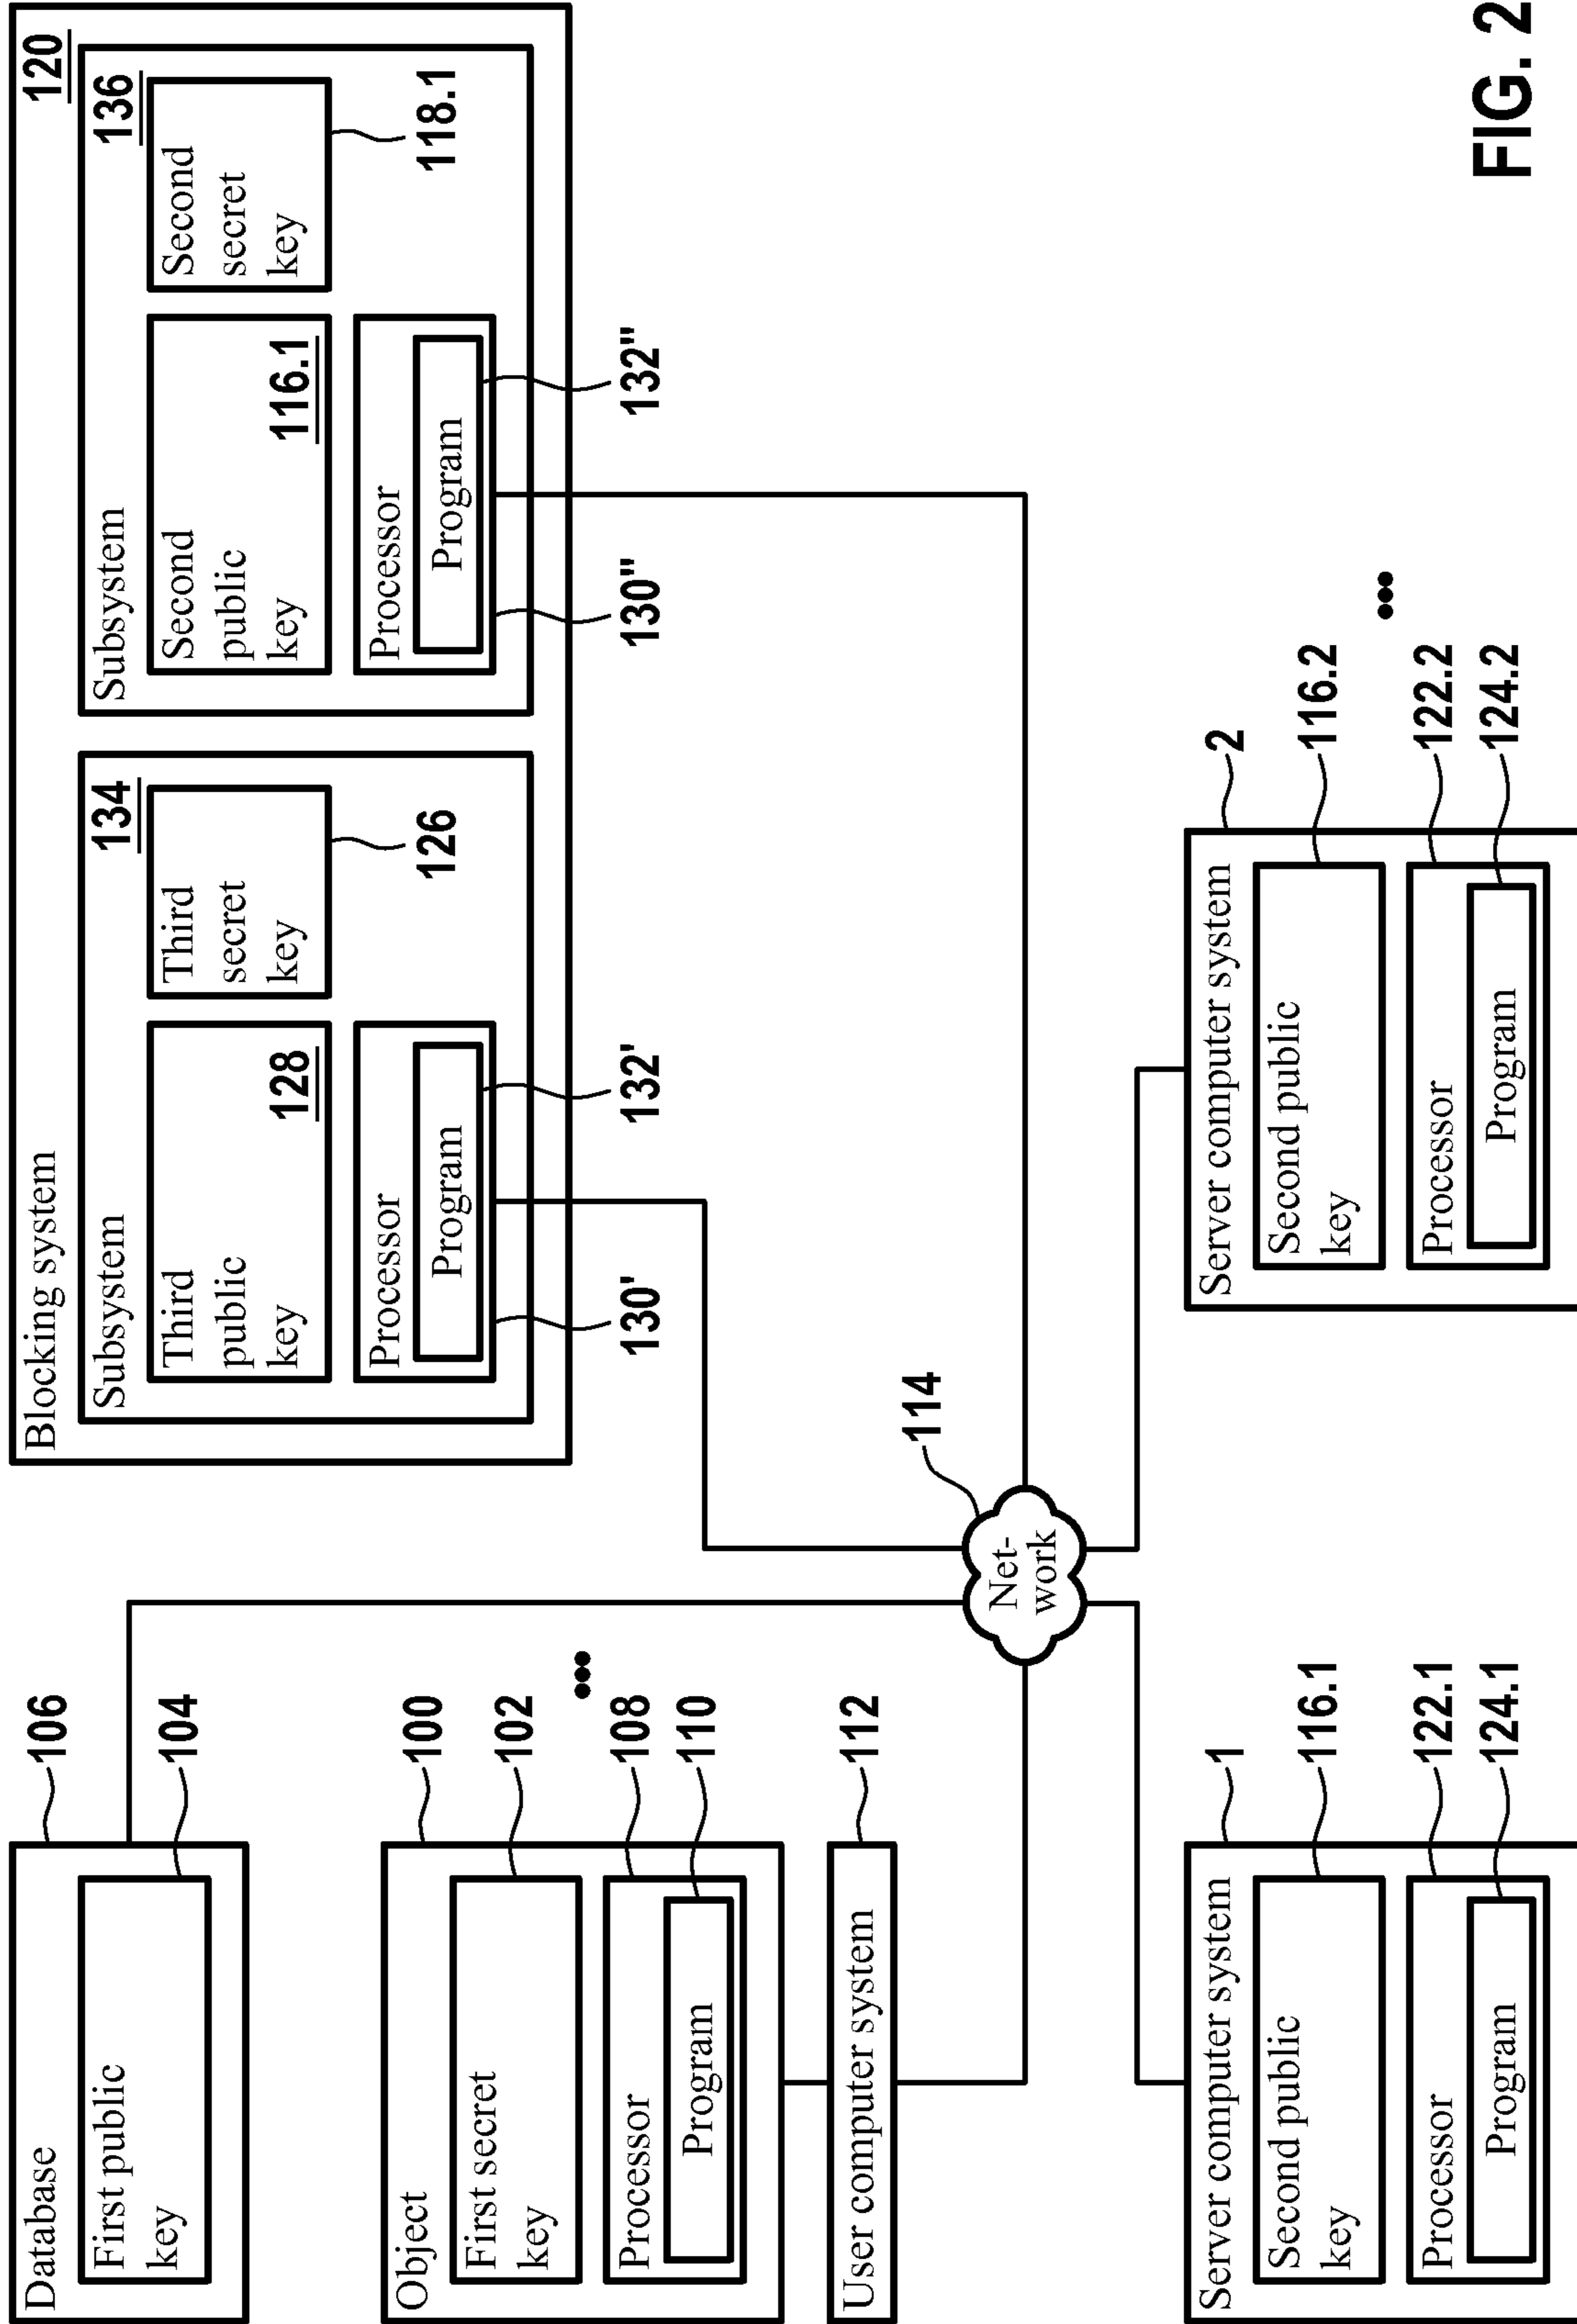 Database
106
First public
key
104
Object
100
First secret
key
102
Processor
108
Program
110
User computer system
112
Server computer system
1
Second public
key
116.1
Processor
122.1
Program
124.1
Net-
work
114
Blocking system
120
Subsystem
134
Third
public
key
128
Third
secret
key
126
Processor
130'
Program
132'
Subsystem
136
Second
public
key
116.1
Second
secret
key
118.1
Processor
130"
Program
132"
Server computer system
2
Second public
key
116.2
Processor
122.2
Program
124.2
FIG. 2